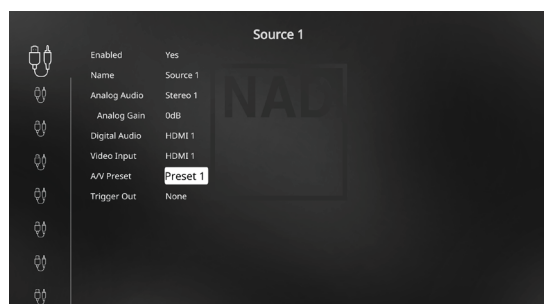 Source 1
Enabled Yes
Name Source 1
Analog Audio Stereo 1
Analog Gain 0dB
Digital Audio HDMI 1
Video Input HDMI 1
A/V Preset Preset 1
Trigger Out None
NAD